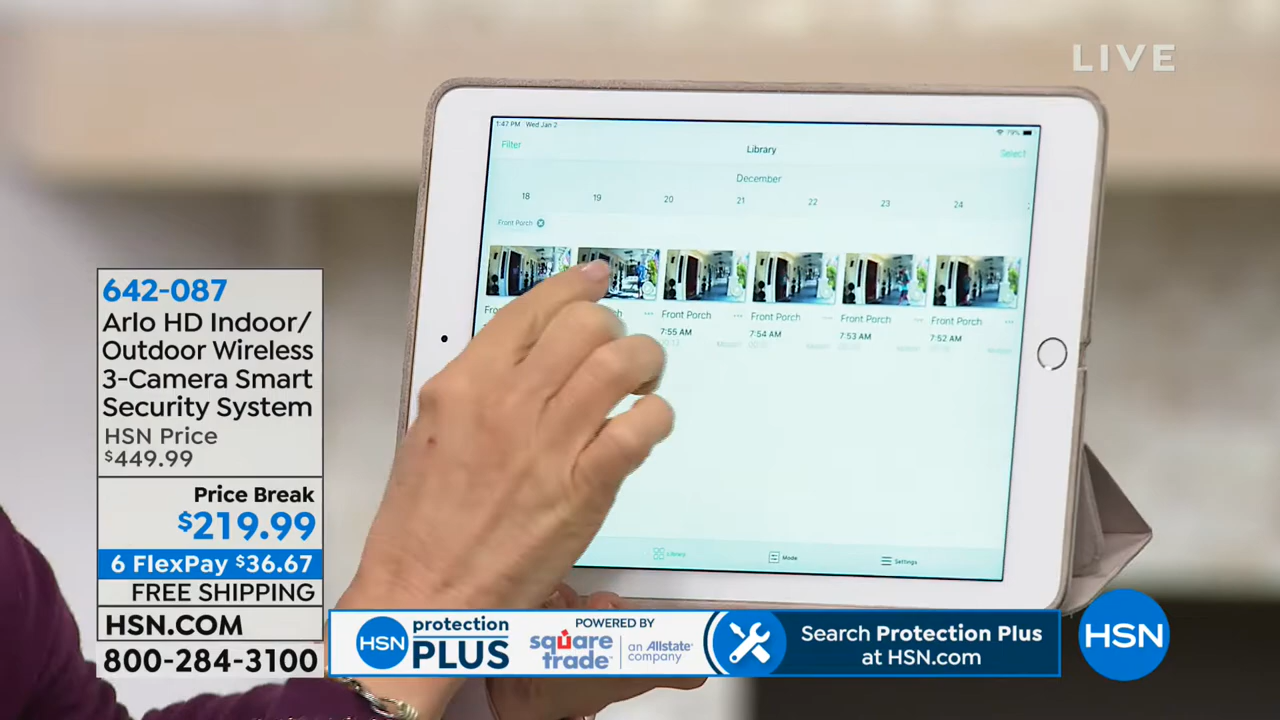 LIVE
1:47 PM Wed Jan 2
79%
Filter
Library
Select
December
18
19
20
21
22
23
24
Front Porch
Front Porch
Front Porch
Front Porch
Front Porch
7:55 AM
7:54 AM
7:53 AM
7:52 AM
Library
Mode
Settings
642-087
Arlo HD Indoor/
Outdoor Wireless
3-Camera Smart
Security System
HSN Price
$449.99
Price Break
$219.99
6 FlexPay $36.67
FREE SHIPPING
HSN.COM
800-284-3100
HSN
protection
PLUS
POWERED BY
square
trade
an Allstate
company
Search Protection Plus
at HSN.com
HSN